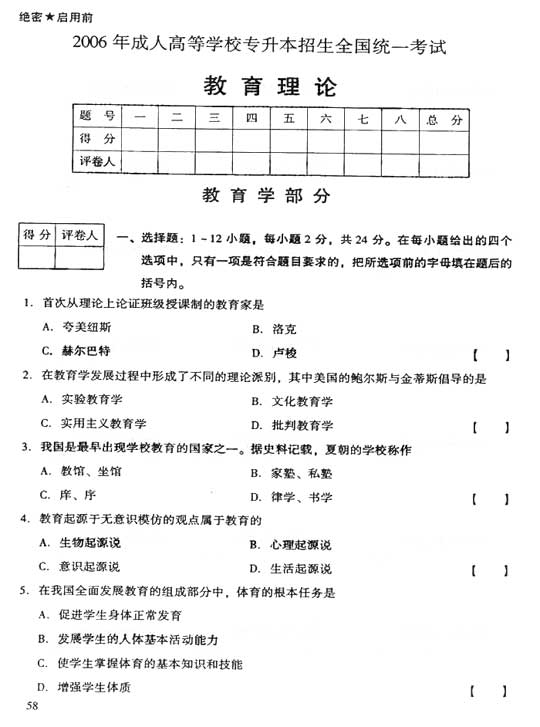 绝密★启用前
2006年成人高等学校专升本招生全国统一考试
教育理论
题 号 一 二 三 四 五 六 七 八 总 分
得 分
评卷人
教育学部分
得分 评卷人
一、选择题：1~12小题，每小题2分，共24分。在每小题给出的四个
选项中，只有一项是符合题目要求的，把所选项前的字母填在题后的
括号内。
1. 首次从理论上论证班级授课制的教育家是
A. 夸美纽斯 B. 洛克
C. 赫尔巴特 D. 卢梭 【 】
2. 在教育学发展过程中形成了不同的理论派别，其中美国的鲍尔斯与金蒂斯倡导的是
A. 实验教育学 B. 文化教育学
C. 实用主义教育学 D. 批判教育学 【 】
3. 我国是最早出现学校教育的国家之一。据史料记载，夏朝的学校称作
A. 教馆、坐馆 B. 家塾、私塾
C. 庠、序 D. 律学、书学 【 】
4. 教育起源于无意识模仿的观点属于教育的
A. 生物起源说 B. 心理起源说
C. 意识起源说 D. 生活起源说 【 】
5. 在我国全面发展教育的组成部分中，体育的根本任务是
A. 促进学生身体正常发育
B. 发展学生的人体基本活动能力
C. 使学生掌握体育的基本知识和技能
D. 增强学生体质 【 】
58